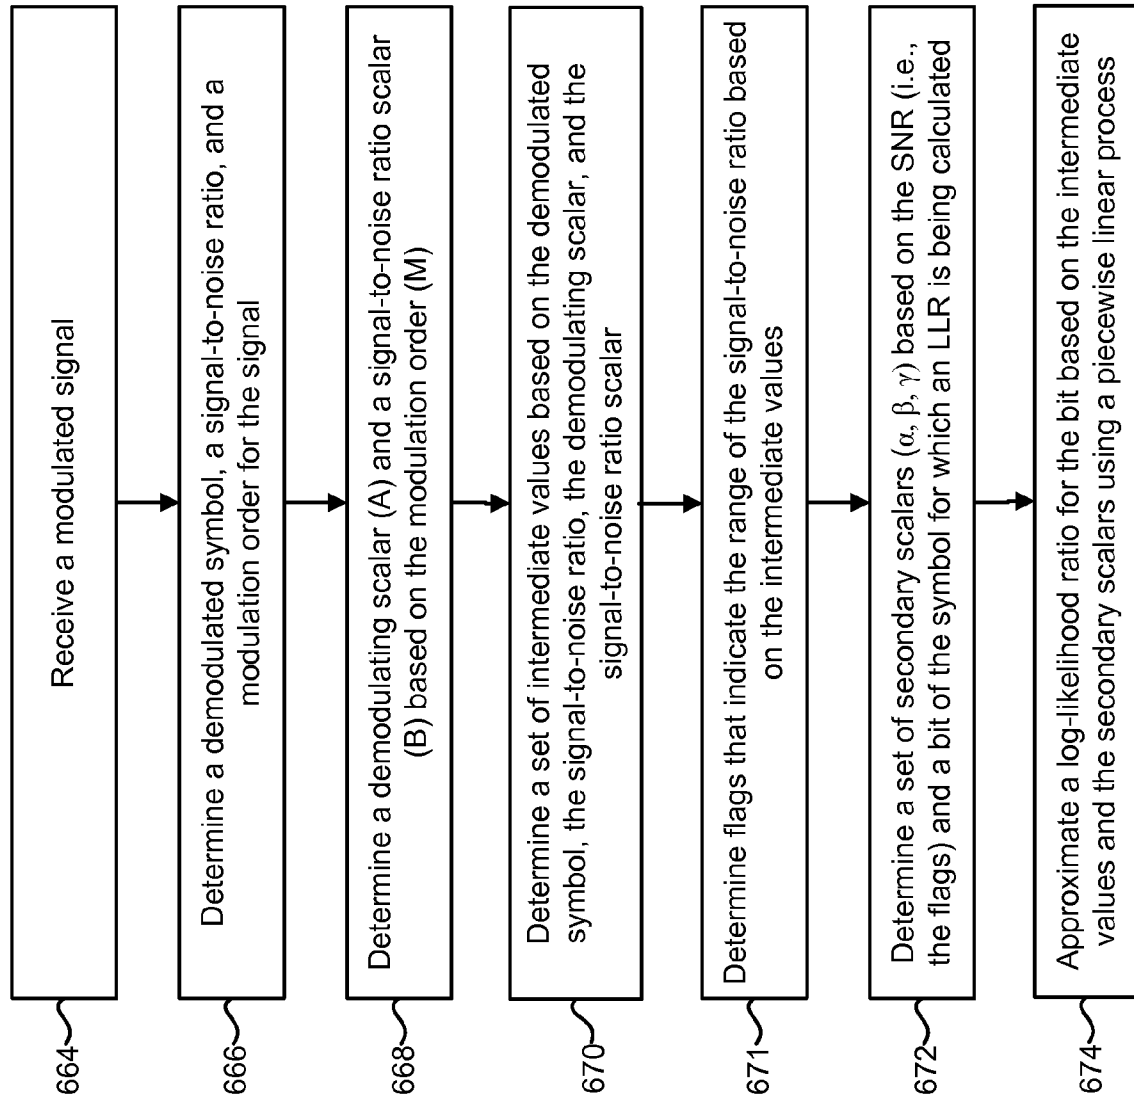 664
Receive a modulated signal
666
Determine a demodulated symbol, a signal-to-noise ratio, and a
modulation order for the signal
668
Determine a demodulating scalar (A) and a signal-to-noise ratio scalar
(B) based on the modulation order (M)
670
Determine a set of intermediate values based on the demodulated
symbol, the signal-to-noise ratio, the demodulating scalar, and the
signal-to-noise ratio scalar
671
Determine flags that indicate the range of the signal-to-noise ratio based
on the intermediate values
672
Determine a set of secondary scalars (α, β, γ) based on the SNR (i.e.,
the flags) and a bit of the symbol for which an LLR is being calculated
674
Approximate a log-likelihood ratio for the bit based on the intermediate
values and the secondary scalars using a piecewise linear process